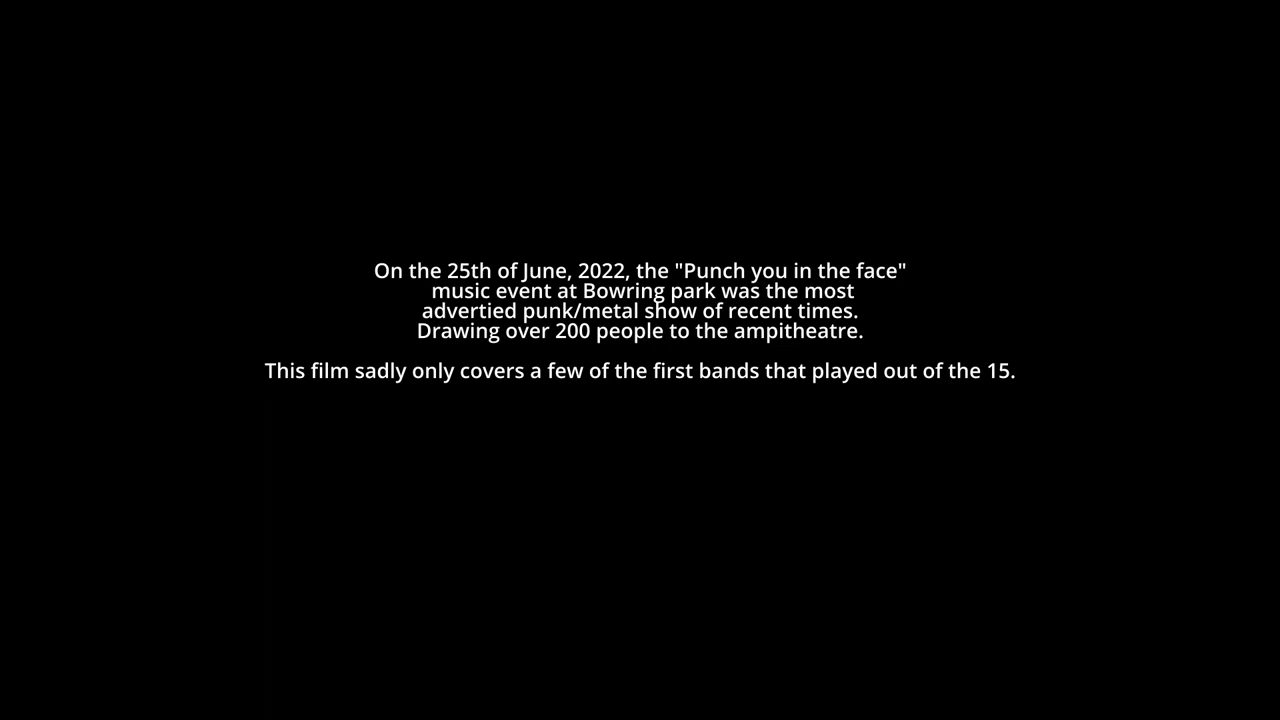 On the 25th of June, 2022, the "Punch you in the face"
music event at Bowring park was the most
advertied punk/metal show of recent times.
Drawing over 200 people to the ampitheatre.
This film sadly only covers a few of the first bands that played out of the 15.